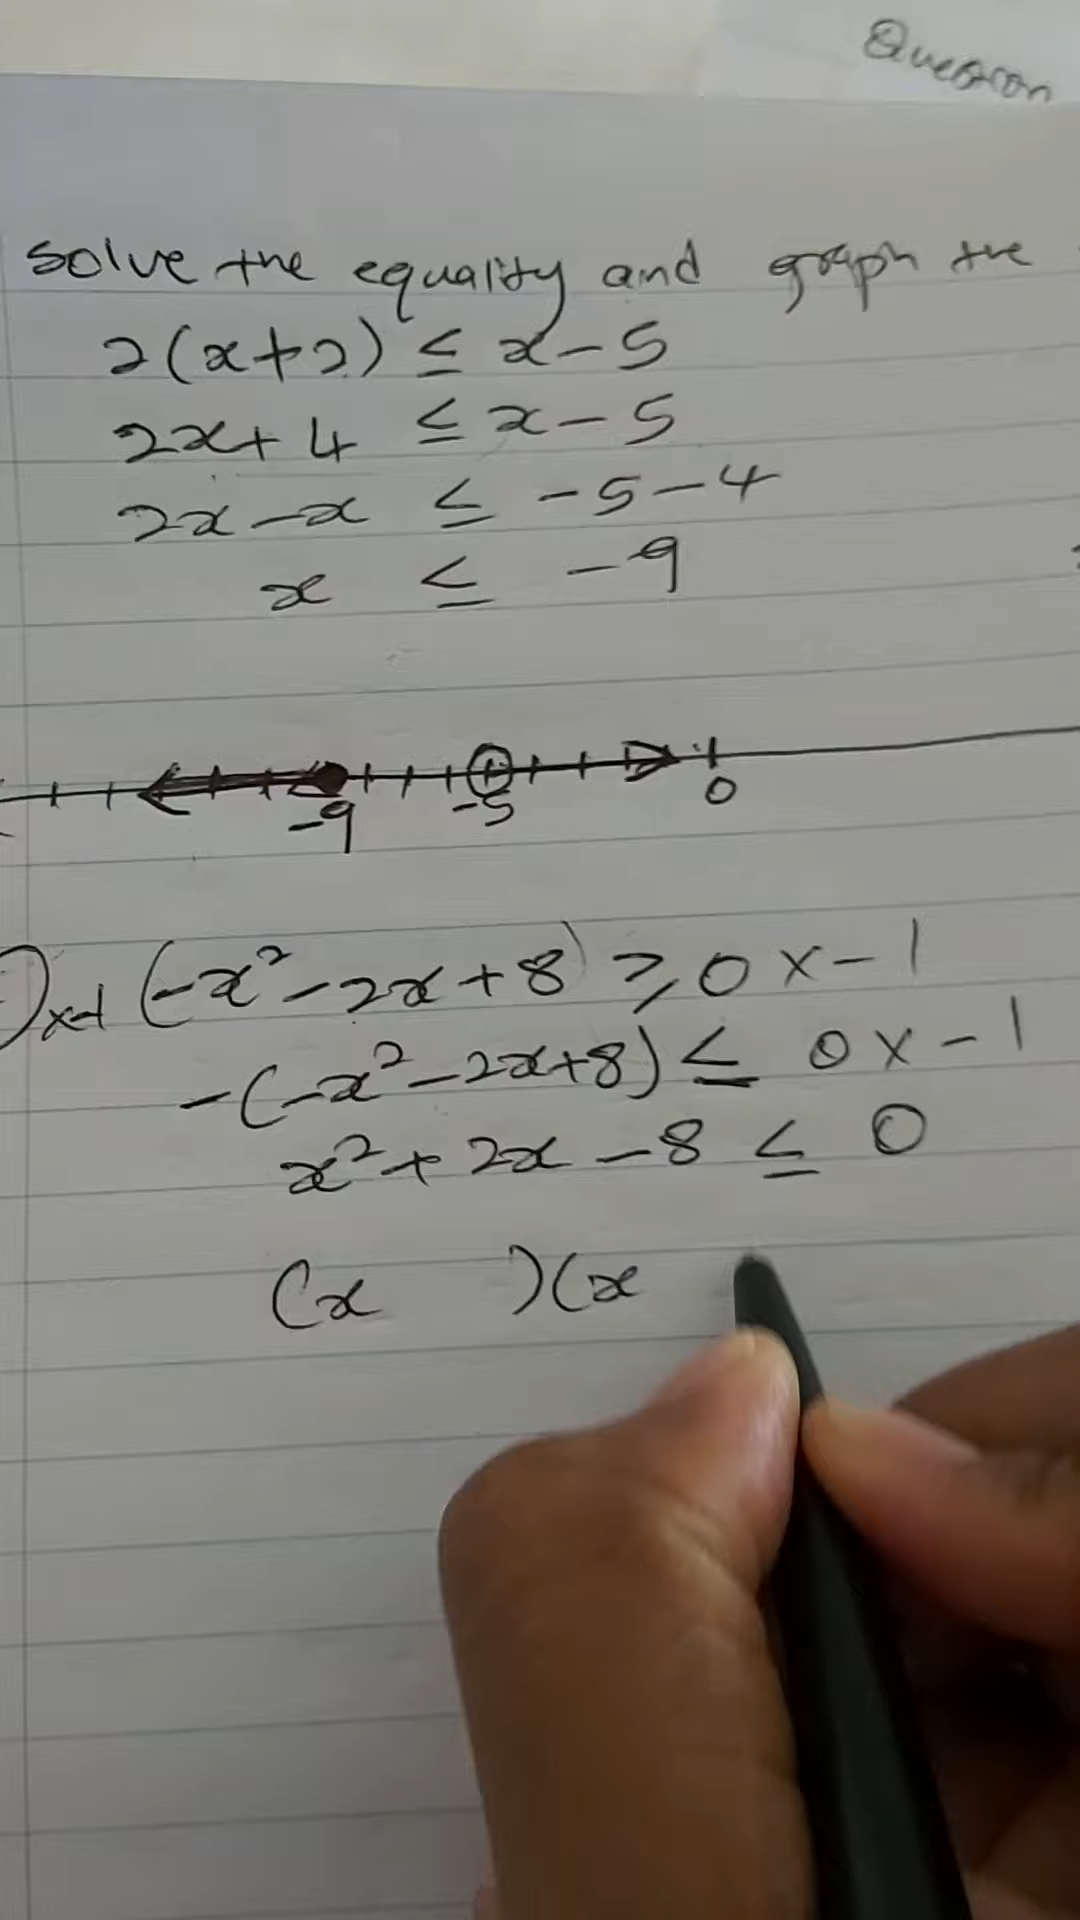 Question
Solve the equality and graph the
2(x+2) ≤ x-5
2x+4 ≤ x-5
2x-x ≤ -5-4
x ≤ -9
-9 -5 0
x-1 (-x²-2x+8) ≥ 0 x -1
-(-x²-2x+8) ≤ 0 x -1
x²+2x-8 ≤ 0
(x )(x